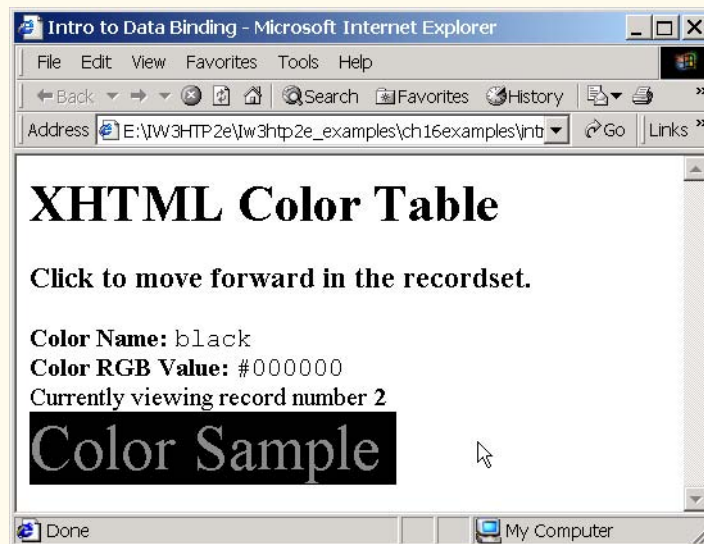 Intro to Data Binding - Microsoft Internet Explorer
File Edit View Favorites Tools Help
Back Search Favorites History »
Address E:\IW3HTP2e\Iw3htp2e_examples\ch16examples\intr Go Links »
XHTML Color Table
Click to move forward in the recordset.
Color Name: black
Color RGB Value: #000000
Currently viewing record number 2
Color Sample
Done My Computer